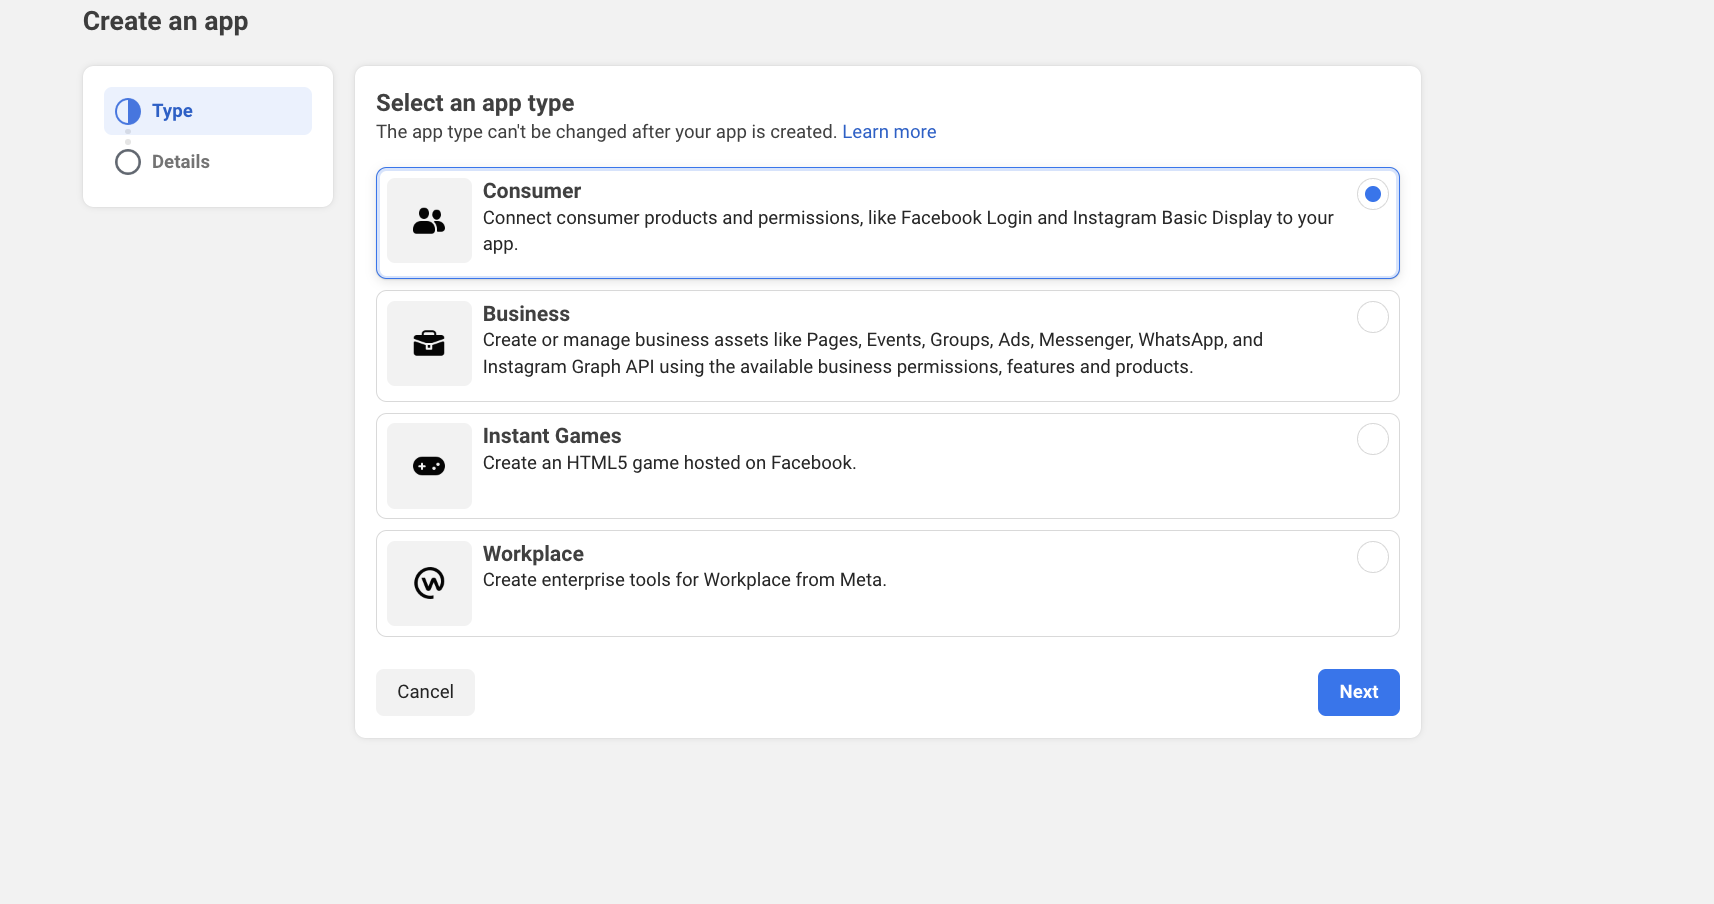 Create an app
Type
Details
Select an app type
The app type can't be changed after your app is created. Learn more
Consumer
Connect consumer products and permissions, like Facebook Login and Instagram Basic Display to your
app.
Business
Create or manage business assets like Pages, Events, Groups, Ads, Messenger, WhatsApp, and
Instagram Graph API using the available business permissions, features and products.
Instant Games
Create an HTML5 game hosted on Facebook.
Workplace
Create enterprise tools for Workplace from Meta.
Cancel
Next